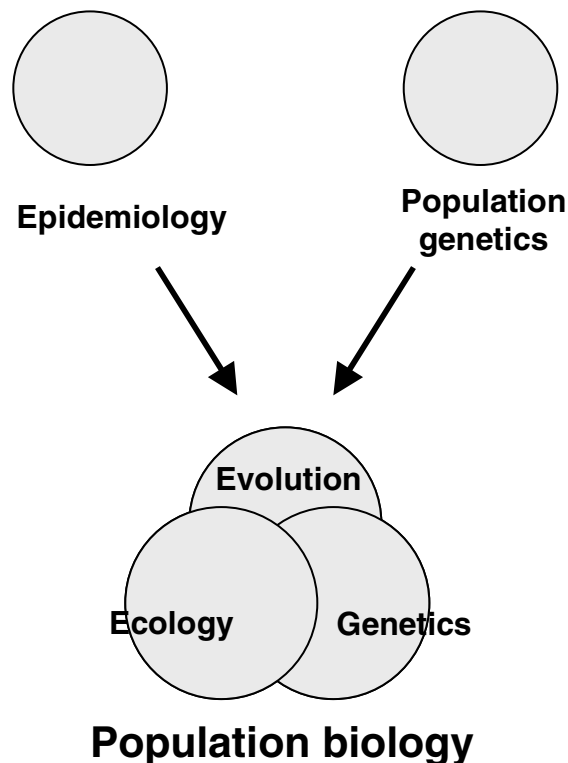 Epidemiology
Population
genetics
Evolution
Ecology
Genetics
Population biology